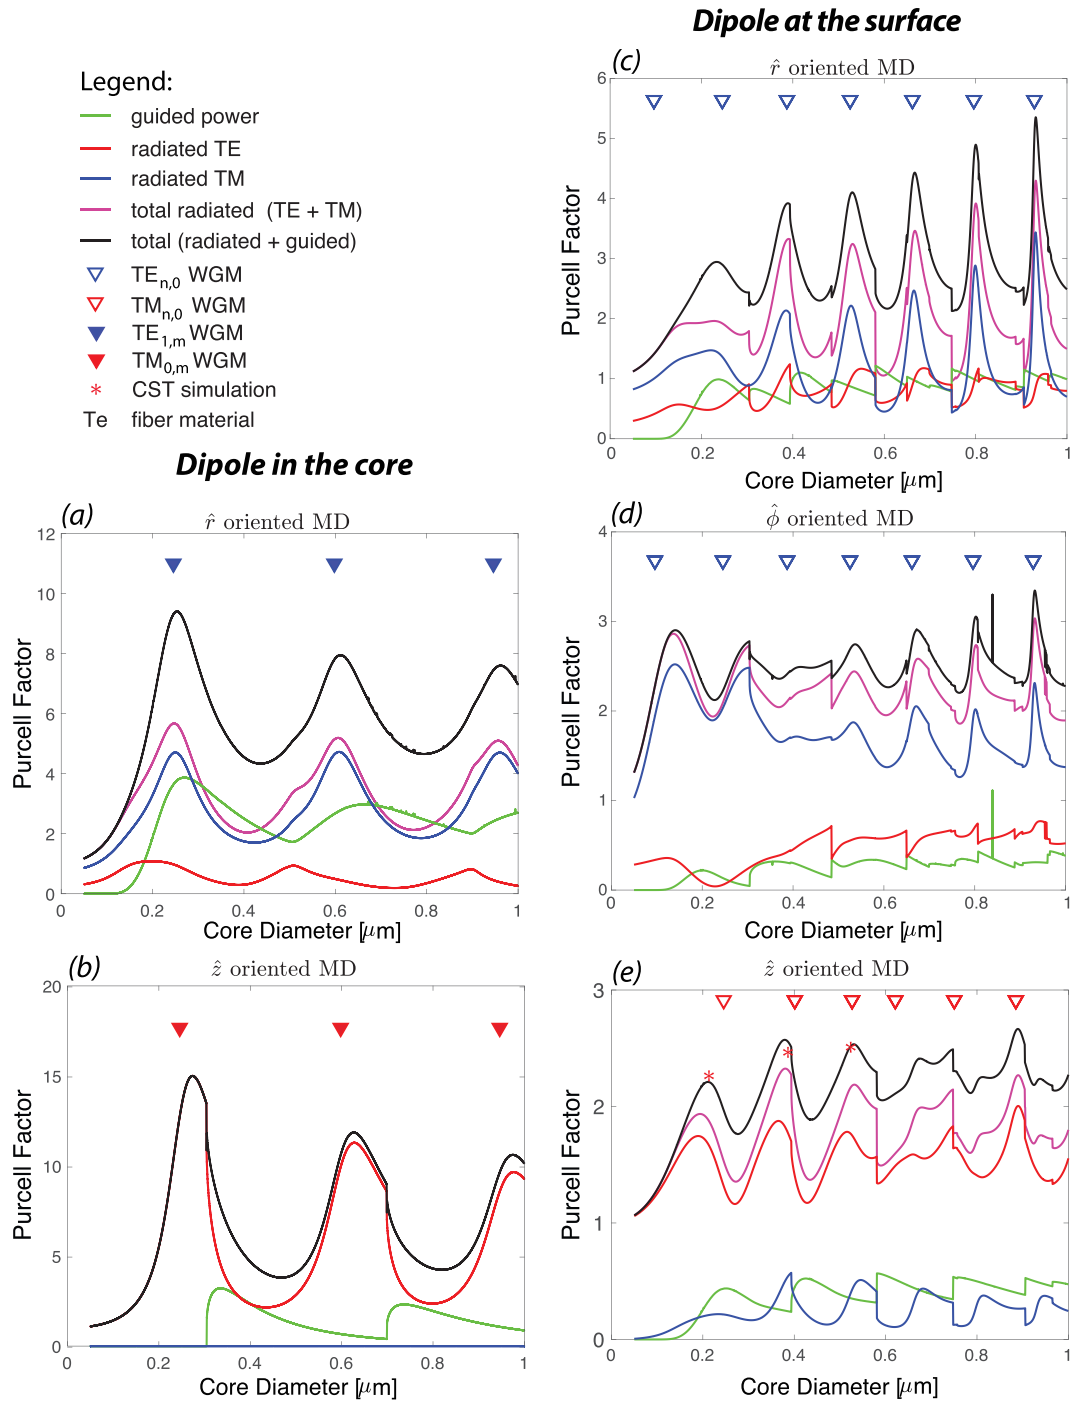 Dipole at the surface
Legend:
guided power
radiated TE
radiated TM
total radiated (TE + TM)
total (radiated + guided)
TEn,0 WGM
TMn,0 WGM
TE1,m WGM
TM0,m WGM
* CST simulation
Te fiber material
Dipole in the core
(c)
r̂ oriented MD
6
5
4
3
2
1
0
Purcell Factor
0 0.2 0.4 0.6 0.8 1
Core Diameter [μm]
(a)
r̂ oriented MD
12
10
8
6
4
2
0
Purcell Factor
0 0.2 0.4 0.6 0.8 1
Core Diameter [μm]
(d)
ϕ̂ oriented MD
4
3
2
1
0
Purcell Factor
0 0.2 0.4 0.6 0.8 1
Core Diameter [μm]
(b)
ẑ oriented MD
20
15
10
5
0
Purcell Factor
0 0.2 0.4 0.6 0.8 1
Core Diameter [μm]
(e)
ẑ oriented MD
3
2
1
0
Purcell Factor
0 0.2 0.4 0.6 0.8 1
Core Diameter [μm]